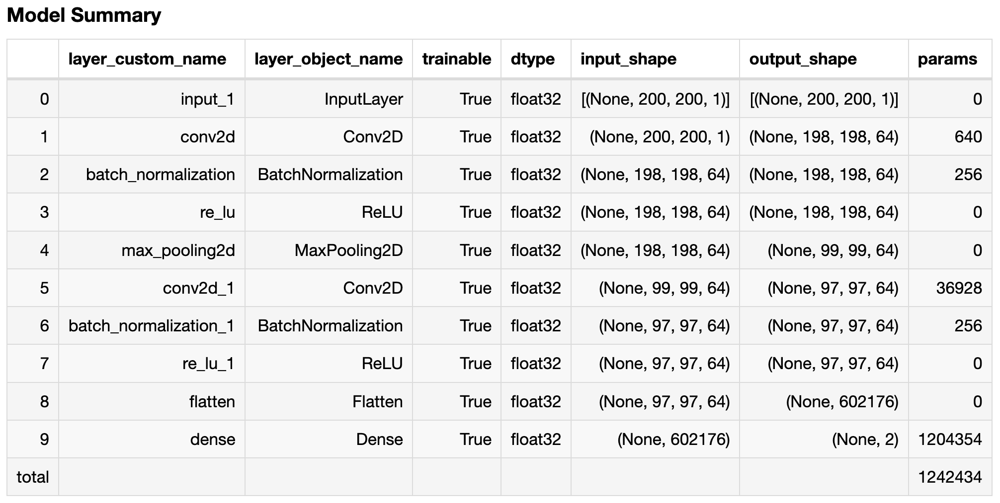 Model Summary
layer_custom_name layer_object_name trainable dtype input_shape output_shape params
0 input_1 InputLayer True float32 [(None, 200, 200, 1)] [(None, 200, 200, 1)] 0
1 conv2d Conv2D True float32 (None, 200, 200, 1) (None, 198, 198, 64) 640
2 batch_normalization BatchNormalization True float32 (None, 198, 198, 64) (None, 198, 198, 64) 256
3 re_lu ReLU True float32 (None, 198, 198, 64) (None, 198, 198, 64) 0
4 max_pooling2d MaxPooling2D True float32 (None, 198, 198, 64) (None, 99, 99, 64) 0
5 conv2d_1 Conv2D True float32 (None, 99, 99, 64) (None, 97, 97, 64) 36928
6 batch_normalization_1 BatchNormalization True float32 (None, 97, 97, 64) (None, 97, 97, 64) 256
7 re_lu_1 ReLU True float32 (None, 97, 97, 64) (None, 97, 97, 64) 0
8 flatten Flatten True float32 (None, 97, 97, 64) (None, 602176) 0
9 dense Dense True float32 (None, 602176) (None, 2) 1204354
total 1242434